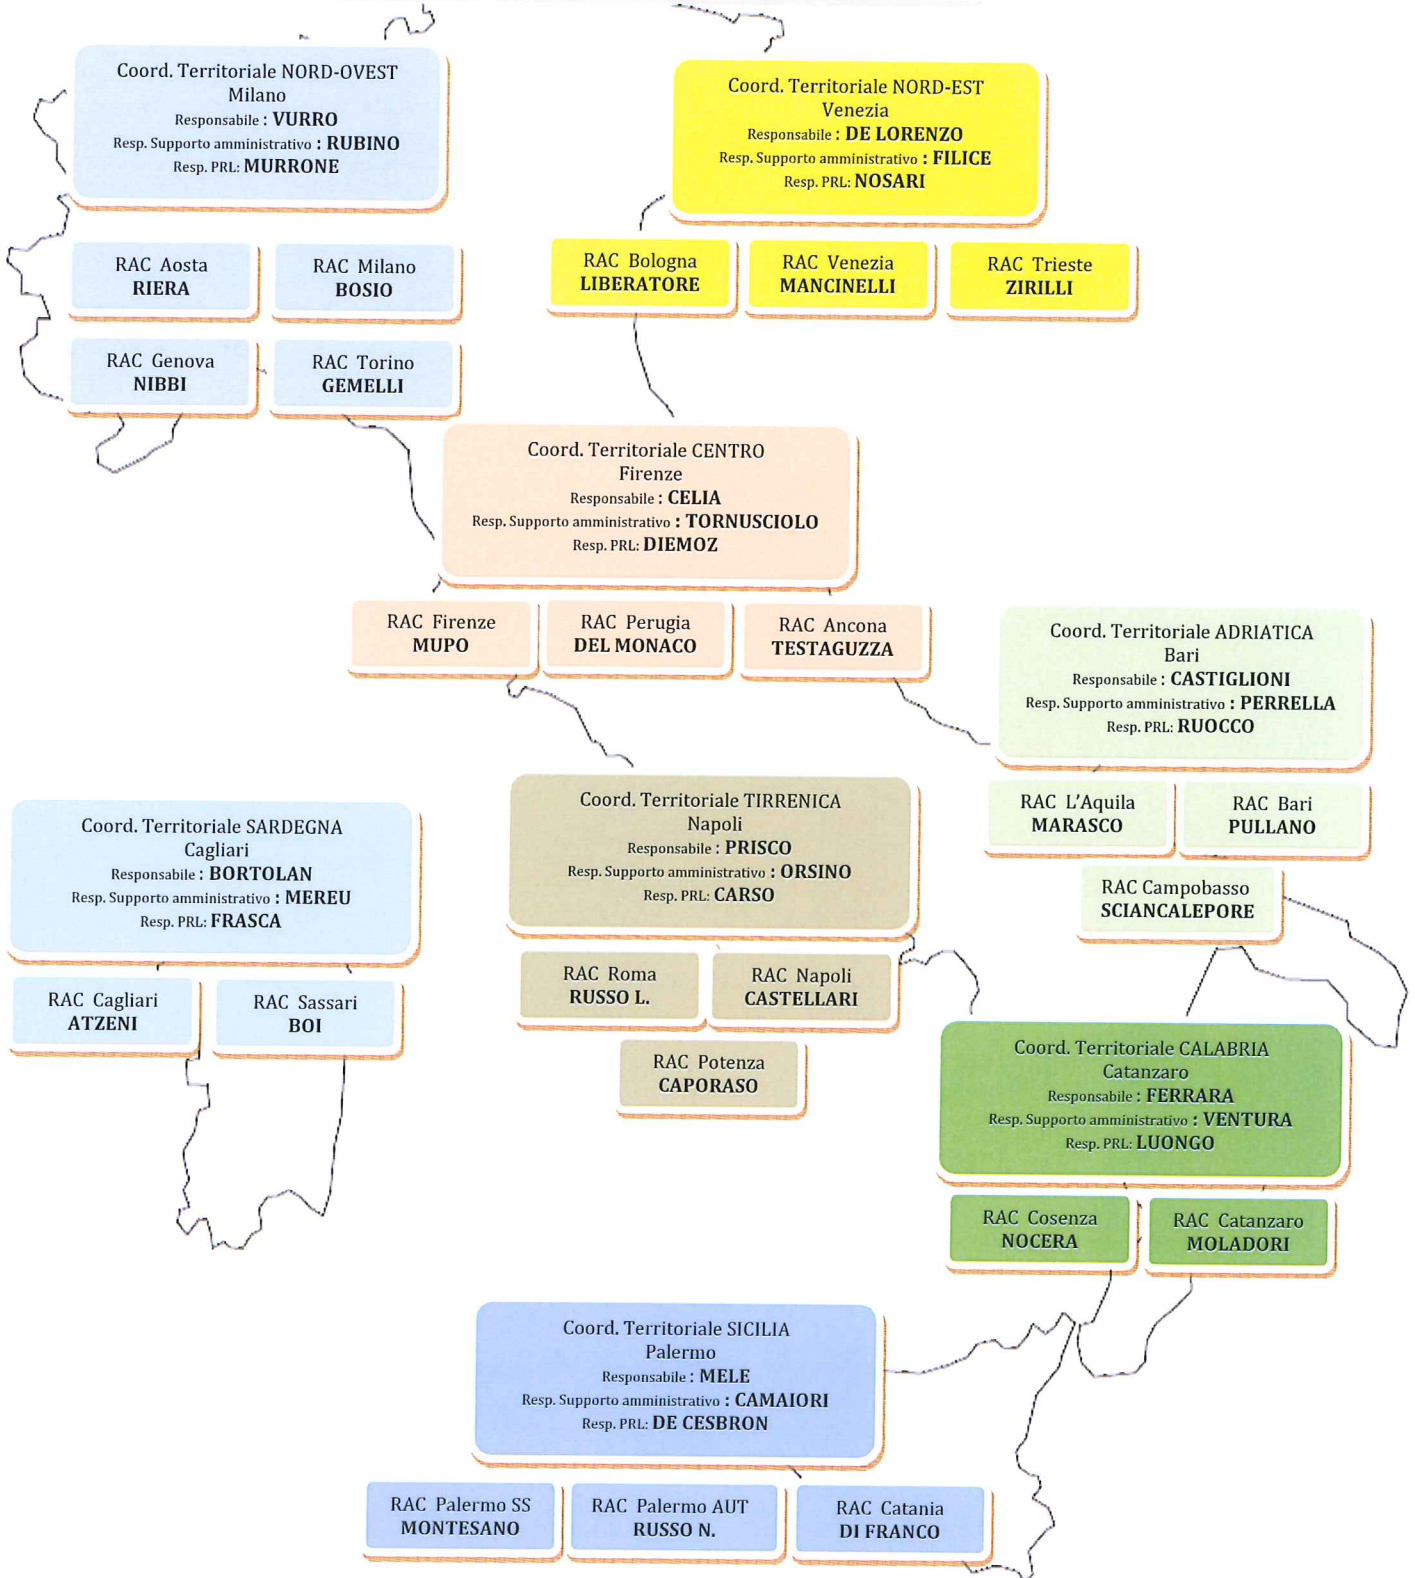 Coord. Territoriale NORD-OVEST
Milano
Responsabile : VURRO
Resp. Supporto amministrativo : RUBINO
Resp. PRL: MURRONE
Coord. Territoriale NORD-EST
Venezia
Responsabile : DE LORENZO
Resp. Supporto amministrativo : FILICE
Resp. PRL: NOSARI
RAC Aosta
RIERA
RAC Milano
BOSIO
RAC Bologna
LIBERATORE
RAC Venezia
MANCINELLI
RAC Trieste
ZIRILLI
RAC Genova
NIBBI
RAC Torino
GEMELLI
Coord. Territoriale CENTRO
Firenze
Responsabile : CELIA
Resp. Supporto amministrativo : TORNUSCIOLO
Resp. PRL: DIEMOZ
RAC Firenze
MUPO
RAC Perugia
DEL MONACO
RAC Ancona
TESTAGUZZA
Coord. Territoriale ADRIATICA
Bari
Responsabile : CASTIGLIONI
Resp. Supporto amministrativo : PERRELLA
Resp. PRL: RUOCCO
RAC L'Aquila
MARASCO
RAC Bari
PULLANO
RAC Campobasso
SCIANCALEPORE
Coord. Territoriale TIRRENICA
Napoli
Responsabile : PRISCO
Resp. Supporto amministrativo : ORSINO
Resp. PRL: CARSO
Coord. Territoriale SARDEGNA
Cagliari
Responsabile : BORTOLAN
Resp. Supporto amministrativo : MEREU
Resp. PRL: FRASCA
RAC Cagliari
ATZENI
RAC Sassari
BOI
RAC Roma
RUSSO L.
RAC Napoli
CASTELLARI
RAC Potenza
CAPORASO
Coord. Territoriale CALABRIA
Catanzaro
Responsabile : FERRARA
Resp. Supporto amministrativo : VENTURA
Resp. PRL: LUONGO
RAC Cosenza
NOCERA
RAC Catanzaro
MOLADORI
Coord. Territoriale SICILIA
Palermo
Responsabile : MELE
Resp. Supporto amministrativo : CAMAIORI
Resp. PRL: DE CESBRON
RAC Palermo SS
MONTESANO
RAC Palermo AUT
RUSSO N.
RAC Catania
DI FRANCO